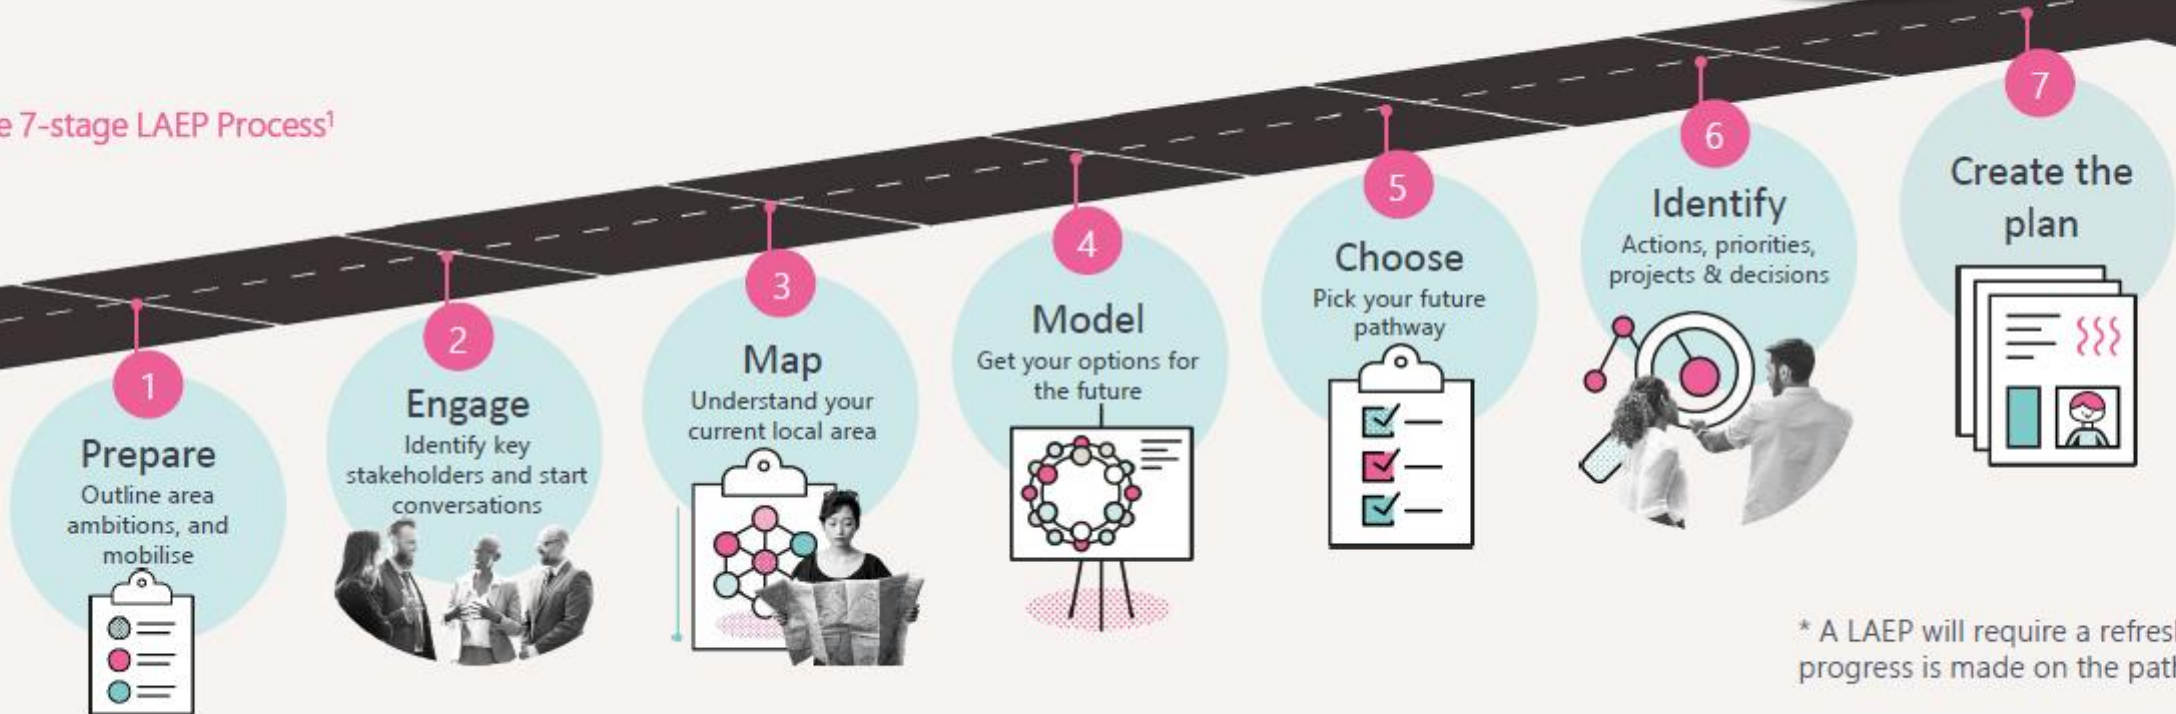 e 7-stage LAEP Process¹
1
Prepare
Outline area
ambitions, and
mobilise
2
Engage
Identify key
stakeholders and start
conversations
3
Map
Understand your
current local area
4
Model
Get your options for
the future
5
Choose
Pick your future
pathway
6
Identify
Actions, priorities,
projects & decisions
7
Create the
plan
* A LAEP will require a refres
progress is made on the pat